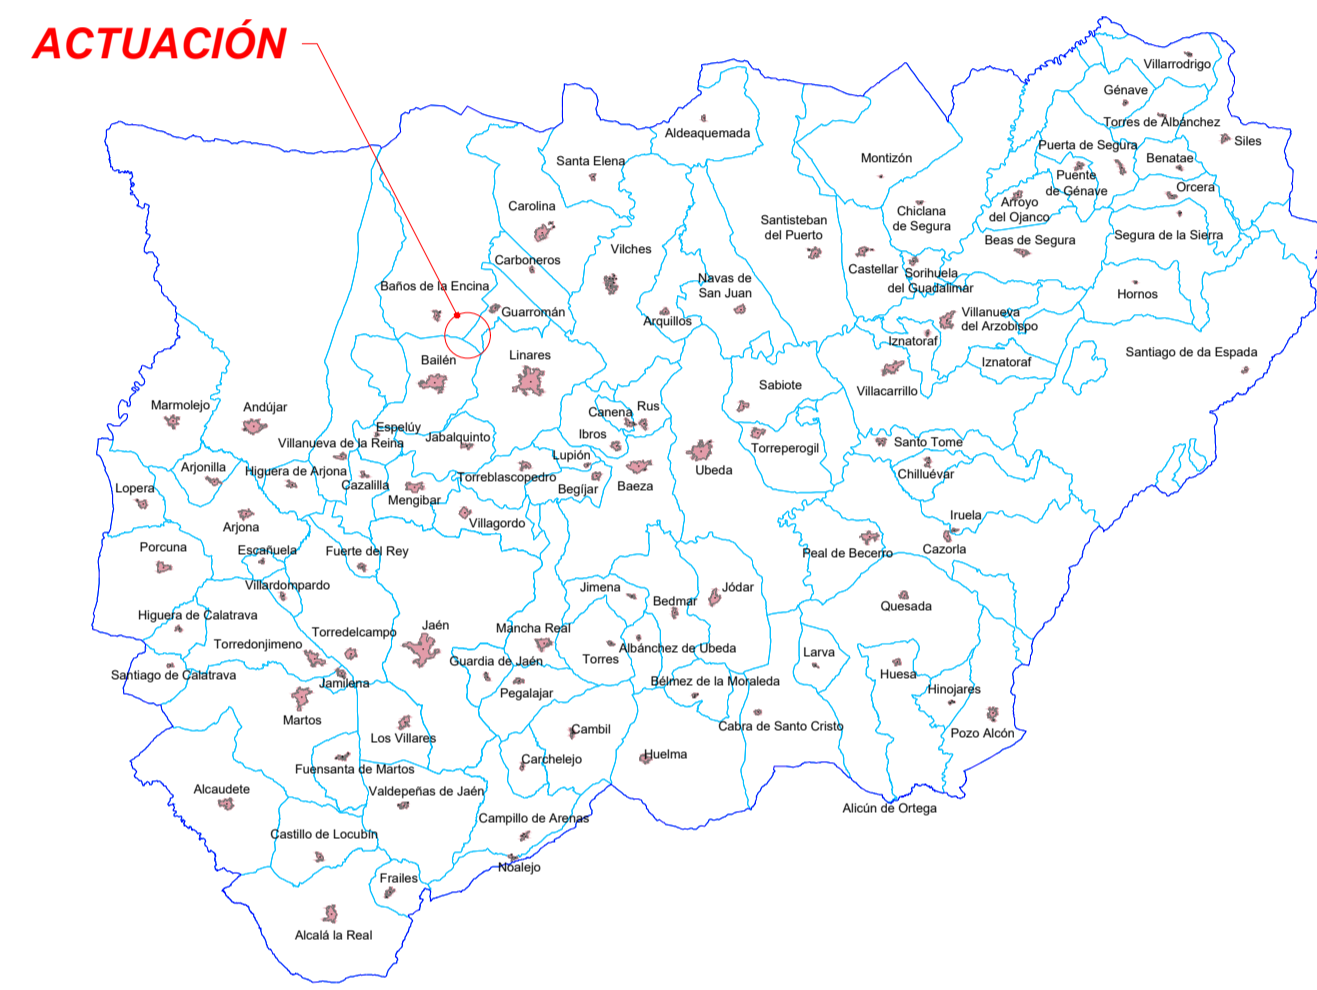 ACTUACIÓN
Villarrodrigo
Génave
Torres de Albánchez
Aldeaquemada
Siles
Puerta de Segura
Benatae
Montizón
Santa Elena
Puente
de Génave
Orcera
Arroyo
del Ojanco
Carolina
Chiclana
de Segura
Santisteban
del Puerto
Segura de la Sierra
Beas de Segura
Vilches
Carboneros
Castellar
Sorihuela
del Guadalimar
Navas de
San Juan
Baños de la Encina
Hornos
Guarromán
Arquillos
Villanueva
del Arzobispo
Iznatoraf
Iznatoraf
Santiago de da Espada
Bailén
Linares
Sabiote
Villacarrillo
Marmolejo
Andújar
Canena
Rus
Espelúy
Ibros
Jabalquinto
Villanueva de la Reina
Santo Tome
Torreperogil
Lupión
Arjonilla
Higuera de Arjona
Ubeda
Chilluévar
Torreblascopedro
Cazalilla
Baeza
Begíjar
Lopera
Mengibar
Iruela
Villagordo
Arjona
Porcuna
Escañuela
Fuerte del Rey
Peal de Becerro
Cazorla
Villardompardo
Jimena
Jódar
Bedmar
Quesada
Higuera de Calatrava
Jaén
Mancha Real
Torredelcampo
Torredonjimeno
Albánchez de Ubeda
Larva
Torres
Guardia de Jaén
Santiago de Calatrava
Huesa
Jamilena
Bélmez de la Moraleda
Hinojares
Pegalajar
Martos
Cabra de Santo Cristo
Cambil
Pozo Alcón
Los Villares
Huelma
Carchelejo
Fuensanta de Martos
Alcaudete
Valdepeñas de Jaén
Alicún de Ortega
Campillo de Arenas
Castillo de Locubín
Noalejo
Frailes
Alcalá la Real